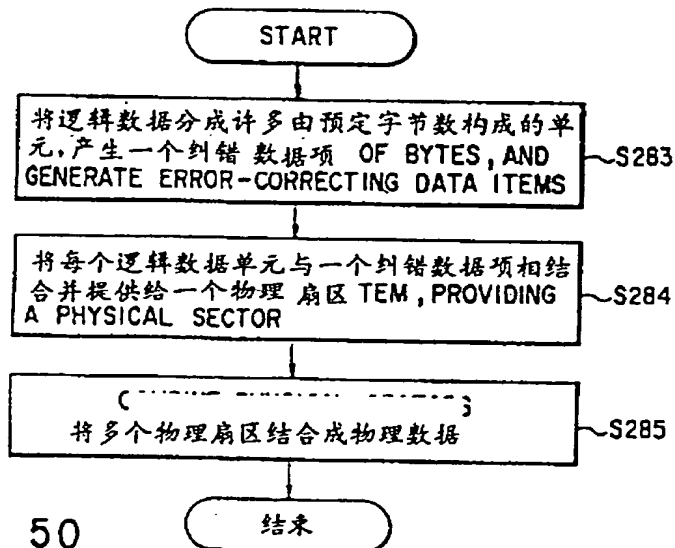 START
将逻辑数据分成许多由预定字节数构成的单
元，产生一个纠错数据项 OF BYTES, AND
GENERATE ERROR-CORRECTING DATA ITEMS
S283
将每个逻辑数据单元与一个纠错数据项相结
合并提供给一个物理扇区 TEM, PROVIDING
A PHYSICAL SECTOR
S284
将多个物理扇区结合成物理数据
S285
结束
50